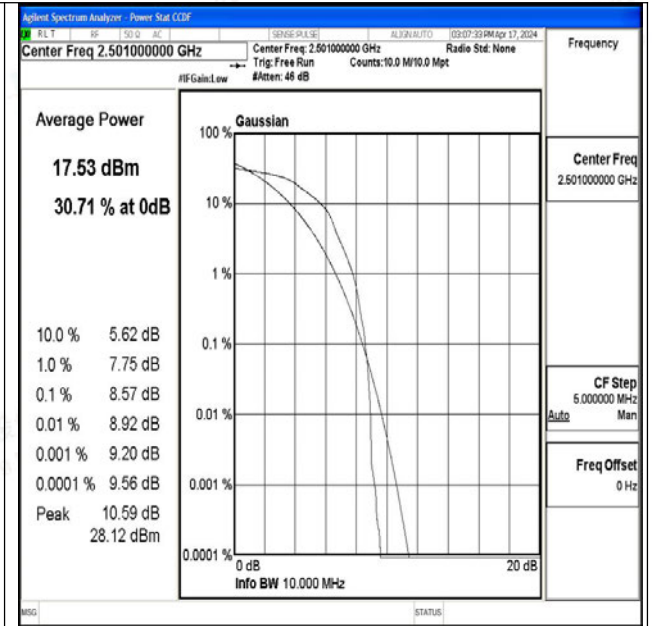 Agilent Spectrum Analyzer - Power Stat CCDF
RLT RF 50 Ω AC SENSE:PULSE ALIGN AUTO 03:07:33 PM Apr 17, 2024
Center Freq 2.501000000 GHz
Center Freq: 2.501000000 GHz Radio Std: None
Trig: Free Run Counts:10.0 M/10.0 Mpt
#IFGain:Low #Atten: 46 dB
Frequency
Average Power
17.53 dBm
30.71 % at 0dB
10.0 % 5.62 dB
1.0 % 7.75 dB
0.1 % 8.57 dB
0.01 % 8.92 dB
0.001 % 9.20 dB
0.0001 % 9.56 dB
Peak 10.59 dB
28.12 dBm
Gaussian
100 %
10 %
1 %
0.1 %
0.01 %
0.001 %
0.0001 %
0 dB 20 dB
Info BW 10.000 MHz
Center Freq
2.501000000 GHz
CF Step
5.000000 MHz
Auto Man
Freq Offset
0 Hz
MSG STATUS